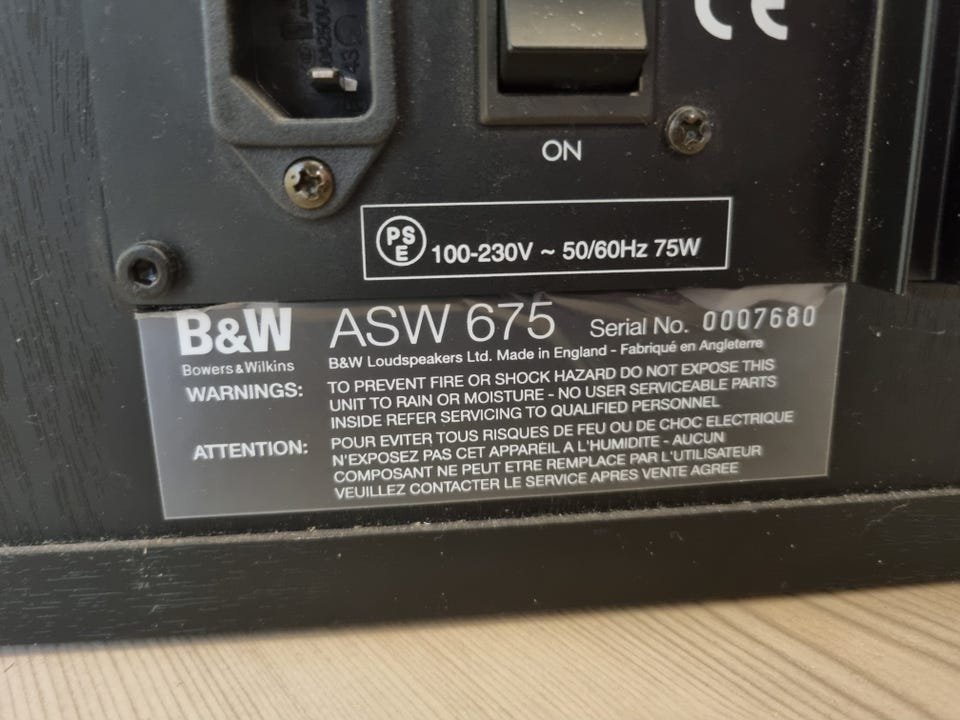 CE
ON
PS
E
100-230V ~ 50/60Hz 75W
B&W ASW 675 Serial No. 0007680
Bowers & Wilkins
B&W Loudspeakers Ltd. Made in England - Fabriqué en Angleterre
WARNINGS: TO PREVENT FIRE OR SHOCK HAZARD DO NOT EXPOSE THIS
UNIT TO RAIN OR MOISTURE - NO USER SERVICEABLE PARTS
INSIDE REFER SERVICING TO QUALIFIED PERSONNEL
ATTENTION: POUR EVITER TOUS RISQUES DE FEU OU DE CHOC ELECTRIQUE
N'EXPOSEZ PAS CET APPAREIL A L'HUMIDITE - AUCUN
COMPOSANT NE PEUT ETRE REMPLACE PAR L'UTILISATEUR
VEUILLEZ CONTACTER LE SERVICE APRES VENTE AGREE